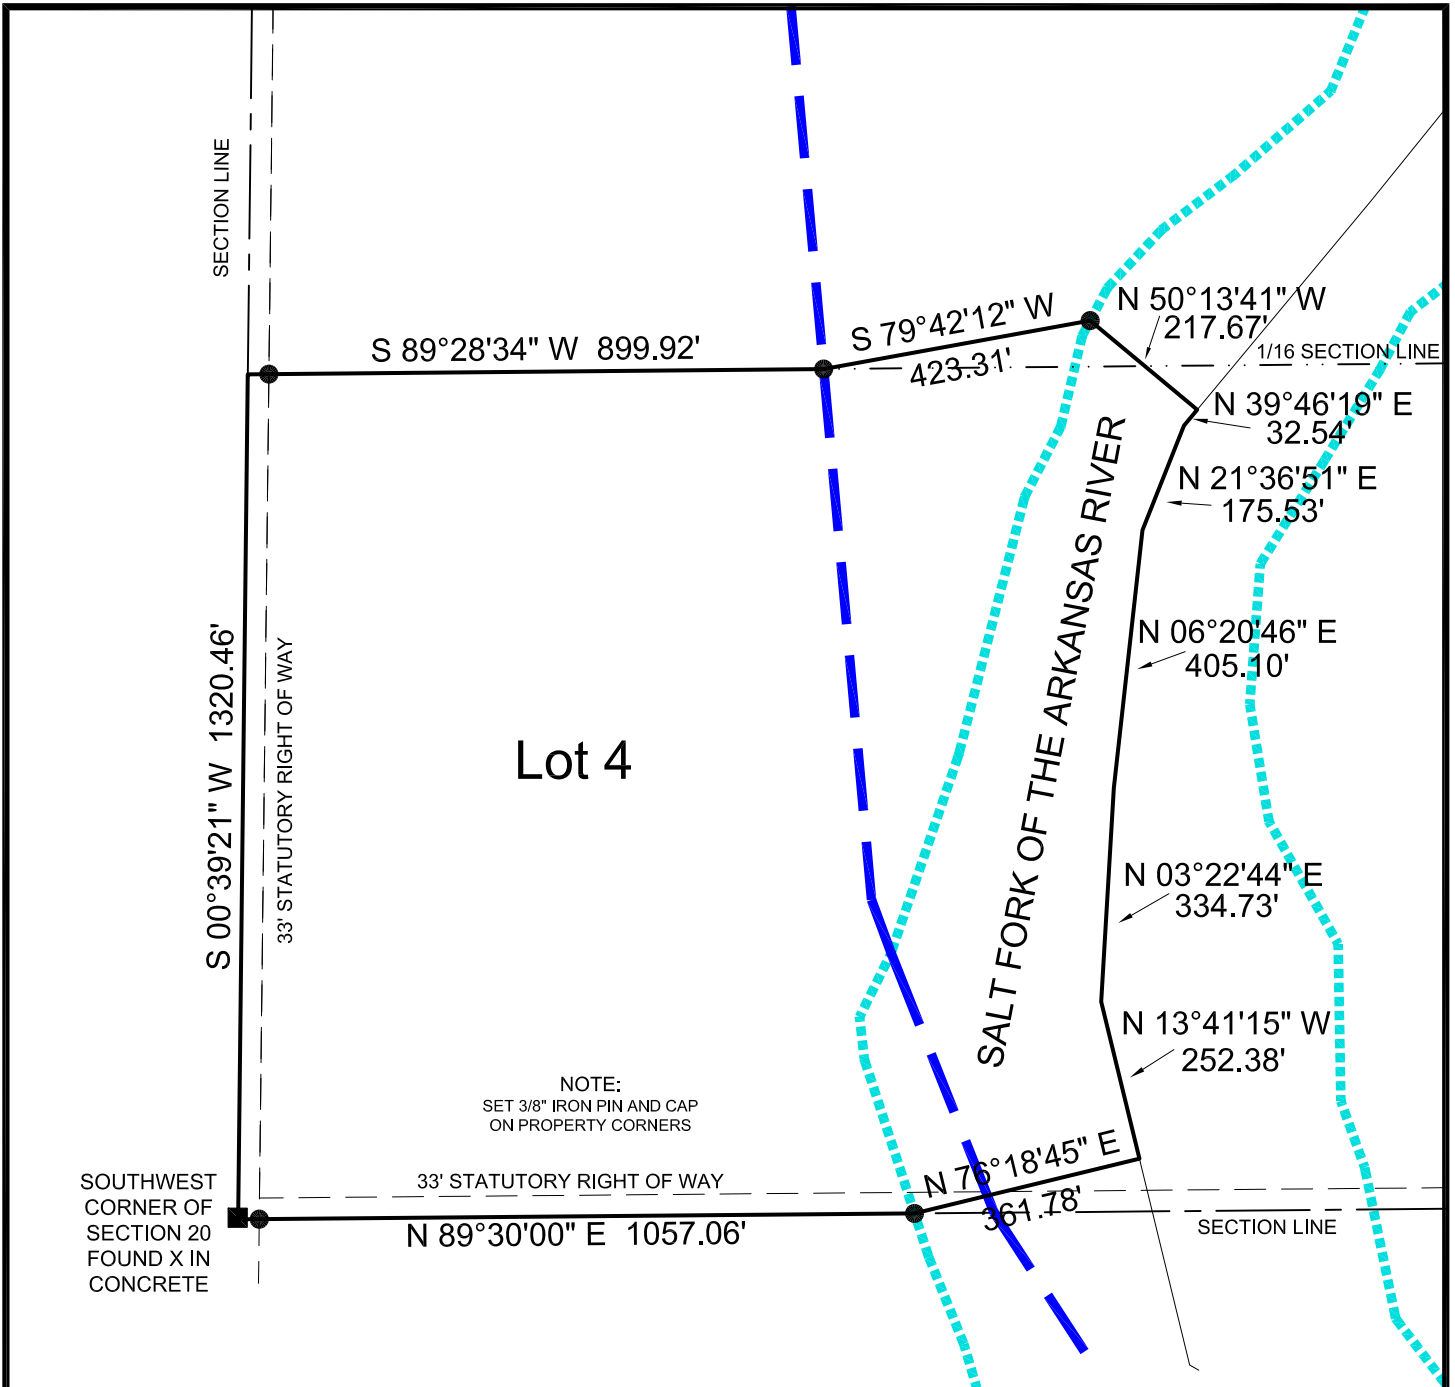 SECTION LINE
S 89°28'34" W  899.92'
S 79°42'12" W
423.31'
N 50°13'41" W
217.67'
1/16 SECTION LINE
N 39°46'19" E
32.54'
N 21°36'51" E
175.53'
SALT FORK OF THE ARKANSAS RIVER
N 06°20'46" E
405.10'
S 00°39'21" W  1320.46'
33' STATUTORY RIGHT OF WAY
Lot 4
N 03°22'44" E
334.73'
N 13°41'15" W
252.38'
NOTE:
SET 3/8" IRON PIN AND CAP
ON PROPERTY CORNERS
N 76°18'45" E
361.78'
33' STATUTORY RIGHT OF WAY
SOUTHWEST
CORNER OF
SECTION 20
FOUND X IN
CONCRETE
N 89°30'00" E  1057.06'
SECTION LINE